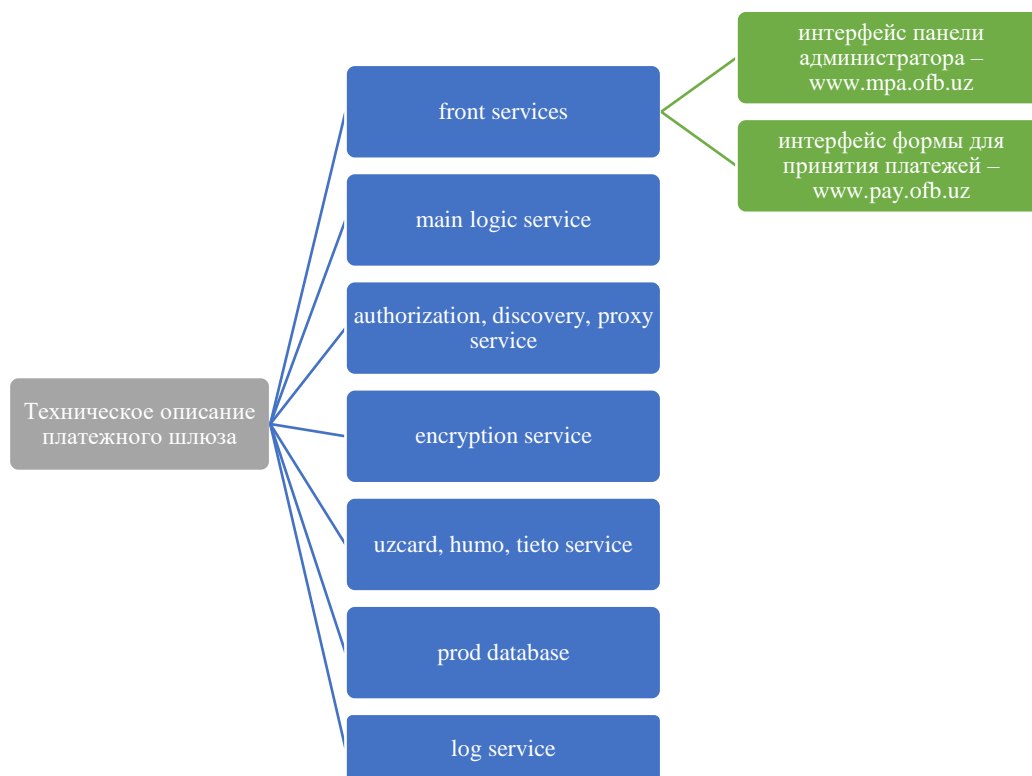 интерфейс панели
администратора –
www.mpa.ofb.uz
front services
интерфейс формы для
принятия платежей –
www.pay.ofb.uz
main logic service
authorization, discovery, proxy
service
Техническое описание
платежного шлюза
encryption service
uzcard, humo, tieto service
prod database
log service